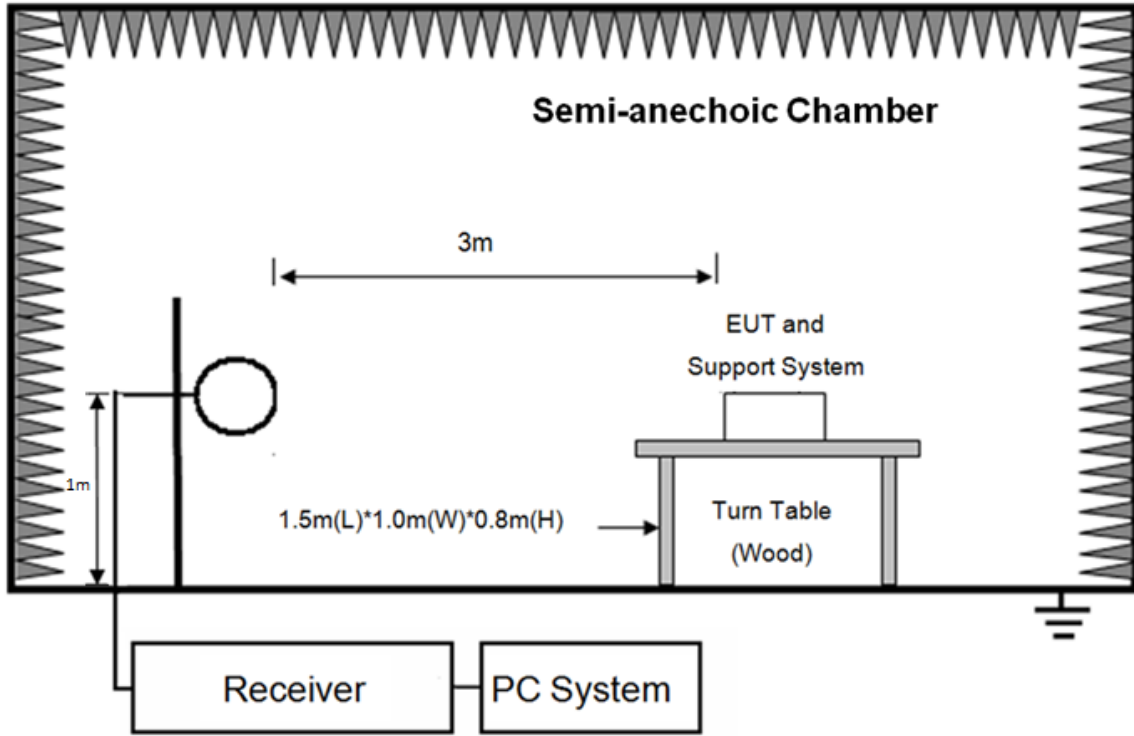 Semi-anechoic Chamber
3m
EUT and
Support System
1m
1.5m(L)*1.0m(W)*0.8m(H)
Turn Table
(Wood)
Receiver
PC System